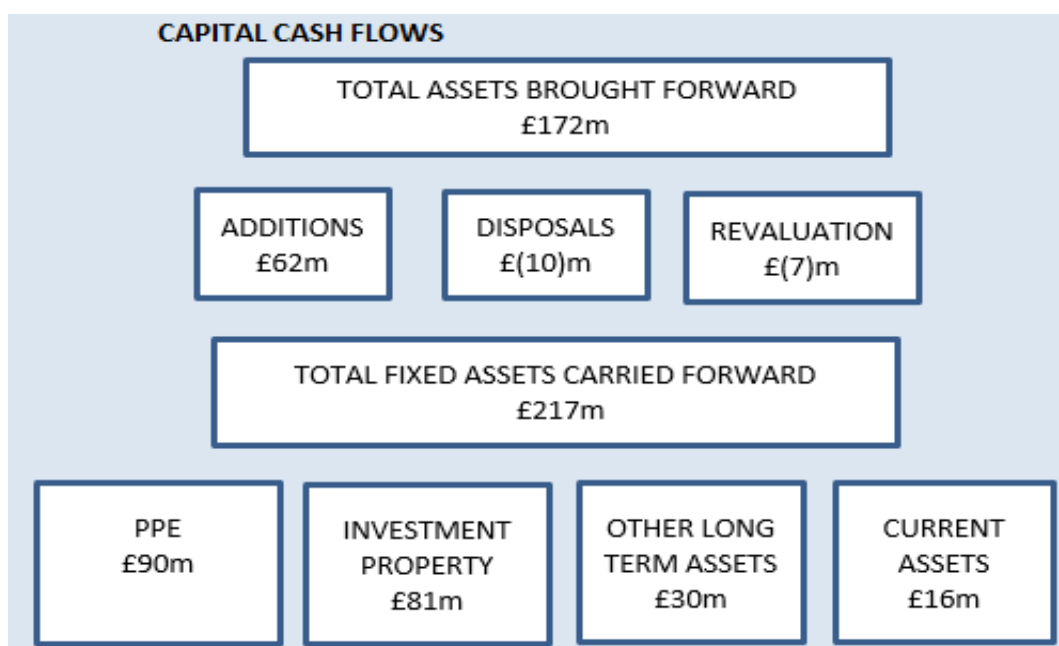 CAPITAL CASH FLOWS
TOTAL ASSETS BROUGHT FORWARD
£172m
ADDITIONS
£62m
DISPOSALS
£(10)m
REVALUATION
£(7)m
TOTAL FIXED ASSETS CARRIED FORWARD
£217m
PPE
£90m
INVESTMENT
PROPERTY
£81m
OTHER LONG
TERM ASSETS
£30m
CURRENT
ASSETS
£16m